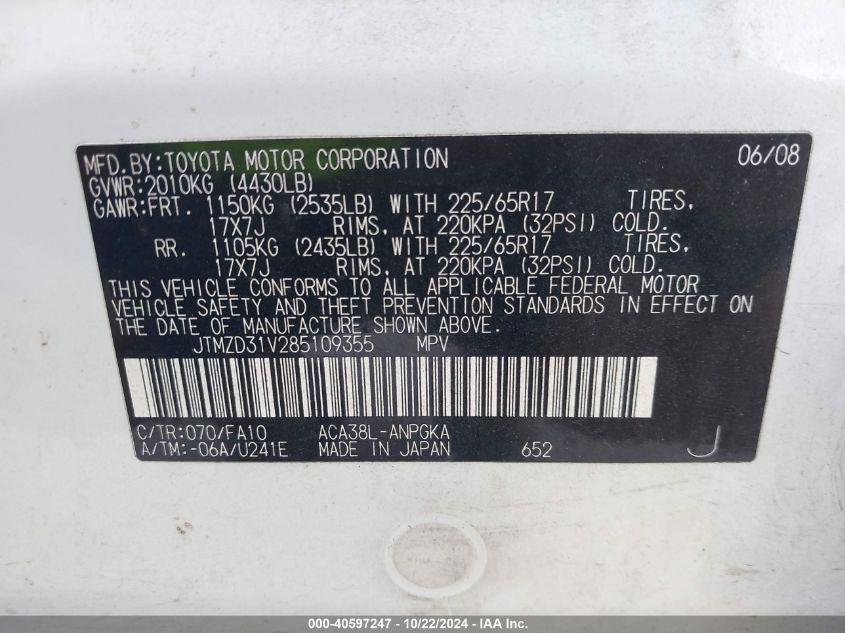 MFD.BY:TOYOTA MOTOR CORPORATION 06/08
GVWR:2010KG (4430LB)
GAWR:FRT. 1150KG (2535LB) WITH 225/65R17 TIRES,
17X7J RIMS, AT 220KPA (32PSI) COLD.
RR. 1105KG (2435LB) WITH 225/65R17 TIRES,
17X7J RIMS, AT 220KPA (32PSI) COLD.
THIS VEHICLE CONFORMS TO ALL APPLICABLE FEDERAL MOTOR
VEHICLE SAFETY AND THEFT PREVENTION STANDARDS IN EFFECT ON
THE DATE OF MANUFACTURE SHOWN ABOVE.
JTMZD31V285109355 MPV
C/TR:070/FA10 ACA38L-ANPGKA
A/TM:-06A/U241E MADE IN JAPAN 652 J
000-40597247 - 10/22/2024 - IAA Inc.